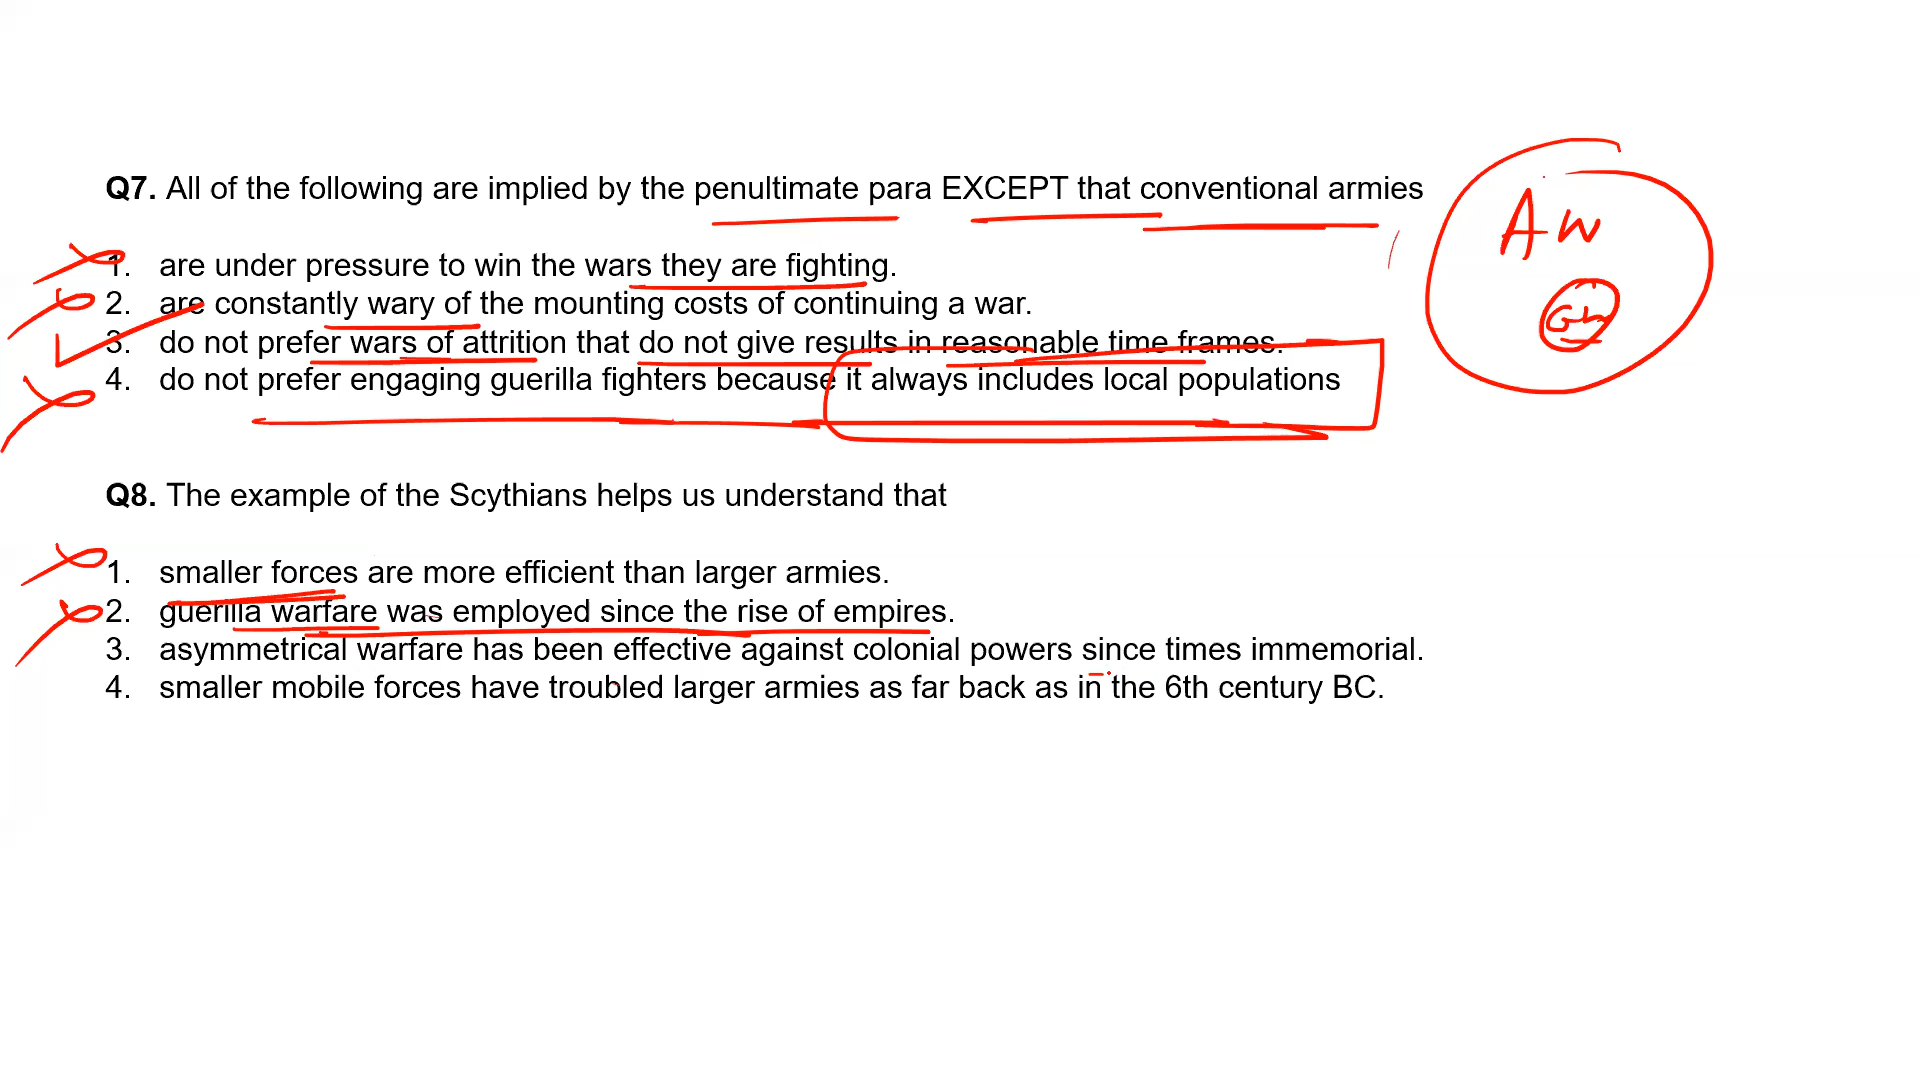 Q7. All of the following are implied by the penultimate para EXCEPT that conventional armies
1. are under pressure to win the wars they are fighting.
2. are constantly wary of the mounting costs of continuing a war.
3. do not prefer wars of attrition that do not give results in reasonable time frames.
4. do not prefer engaging guerilla fighters because it always includes local populations
AW
Q8. The example of the Scythians helps us understand that
1. smaller forces are more efficient than larger armies.
2. guerilla warfare was employed since the rise of empires.
3. asymmetrical warfare has been effective against colonial powers since times immemorial.
4. smaller mobile forces have troubled larger armies as far back as in the 6th century BC.